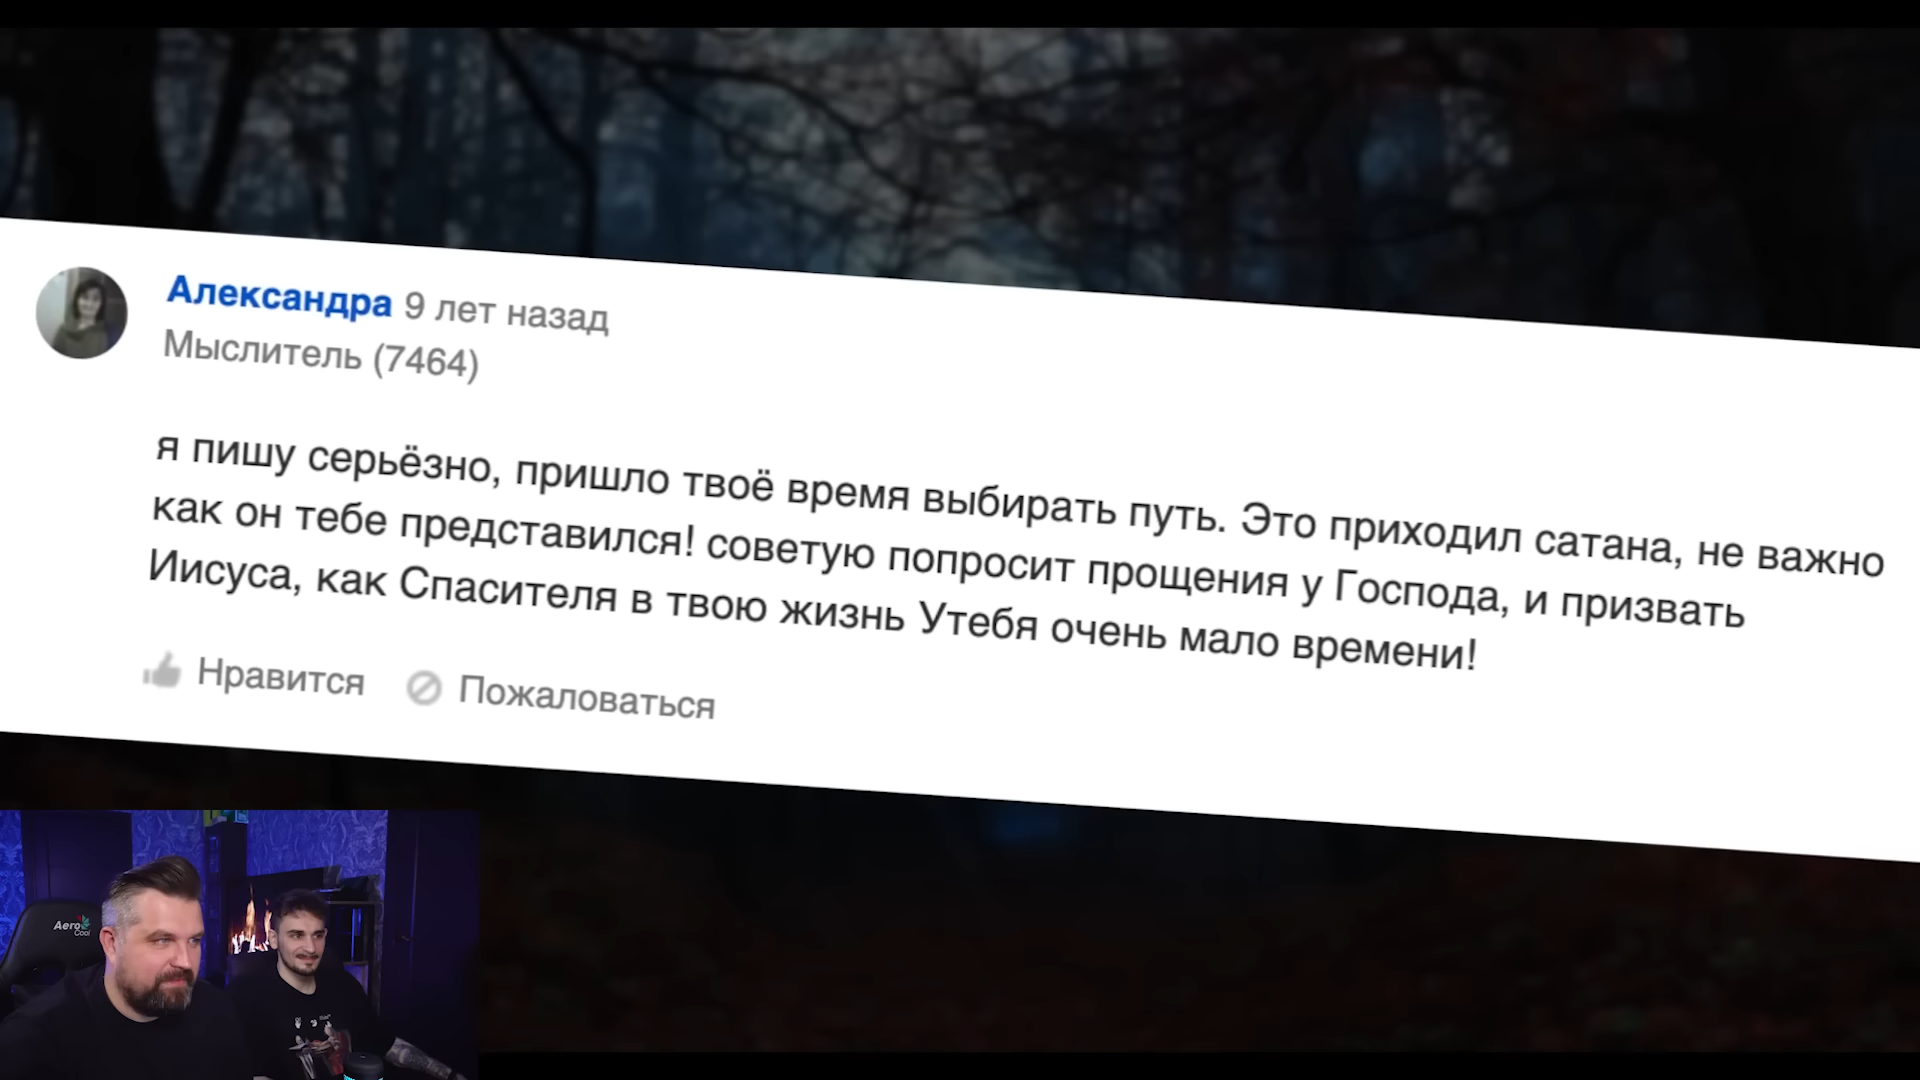 Александра 9 лет назад
Мыслитель (7464)
я пишу серьёзно, пришло твоё время выбирать путь. Это приходил сатана, не важно
как он тебе представился! советую попросит прощения у Господа, и призвать
Иисуса, как Спасителя в твою жизнь Утебя очень мало времени!
Нравится Пожаловаться
Aero
Cool